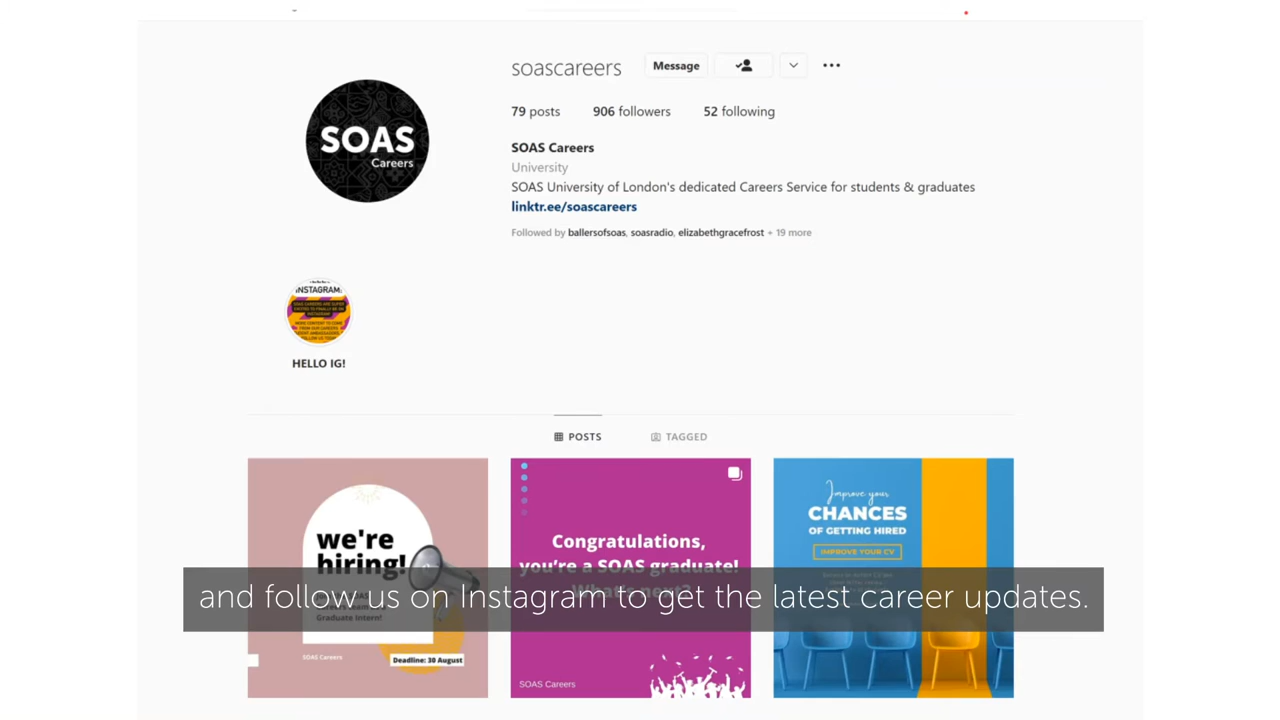 soascareers
Message
79 posts 906 followers 52 following
SOAS
Careers
SOAS Careers
University
SOAS University of London's dedicated Careers Service for students & graduates
linktr.ee/soascareers
Followed by ballersofsoas, soasradio, elizabethgracefrost + 19 more
INSTAGRAM!
HELLO IG!
POSTS TAGGED
we're
hiring!
Graduate Intern!
SOAS Careers
Deadline: 30 August
Congratulations,
you're a SOAS graduate!
What's next?
SOAS Careers
Improve your
CHANCES
OF GETTING HIRED
IMPROVE YOUR CV
and follow us on Instagram to get the latest career updates.